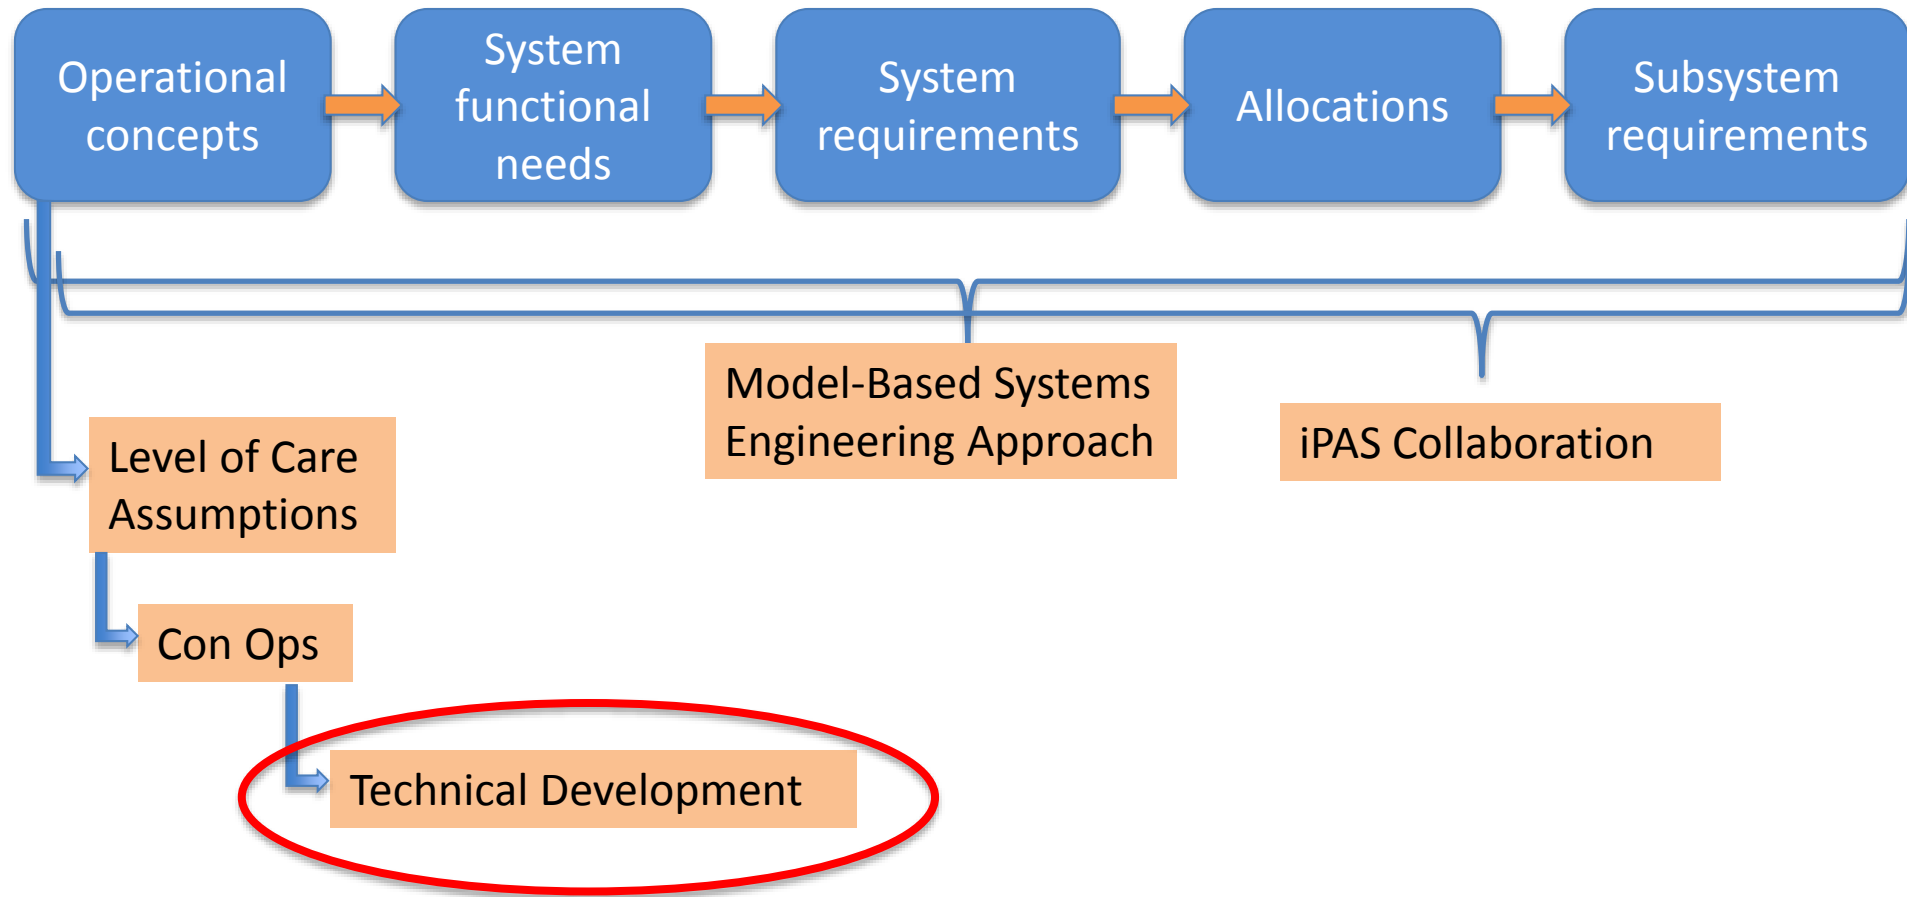 Operational
concepts
System
functional
needs
System
requirements
Allocations
Subsystem
requirements
Model-Based Systems
Engineering Approach
iPAS Collaboration
Level of Care
Assumptions
Con Ops
Technical Development